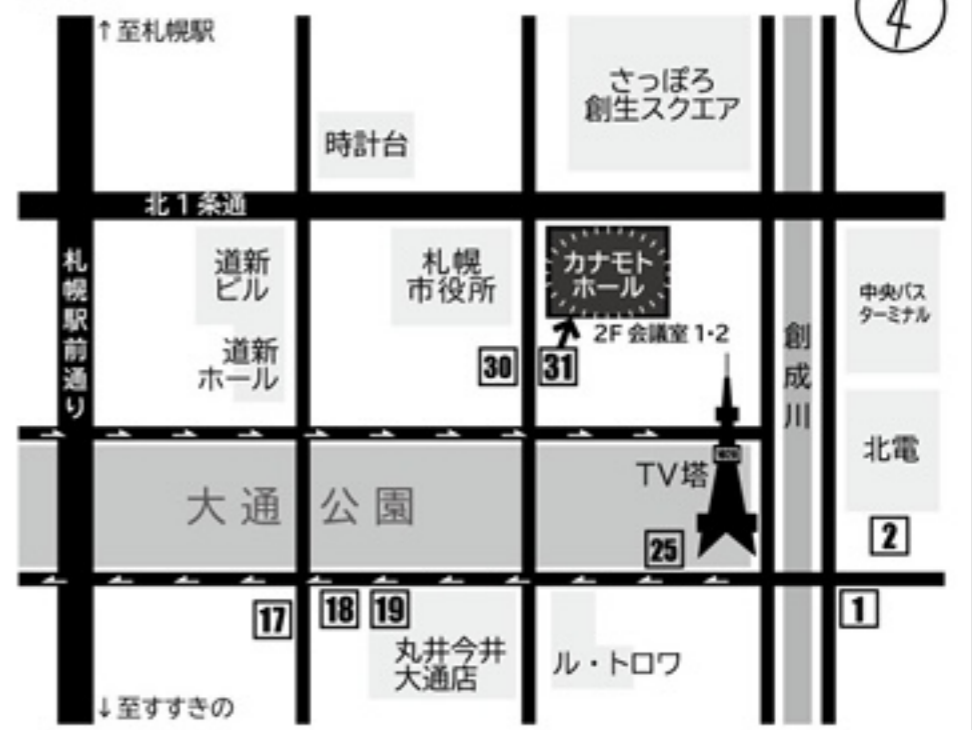 4
↑至札幌駅
さっぽろ
創生スクエア
時計台
北1条通
札幌駅前通り
道新
ビル
札幌
市役所
カナモト
ホール
中央バス
ターミナル
2F 会議室 1・2
道新
ホール
30
31
創成川
北電
TV塔
大通公園
25
2
17
18
19
1
丸井今井
大通店
ル・トロワ
↓至すすきの